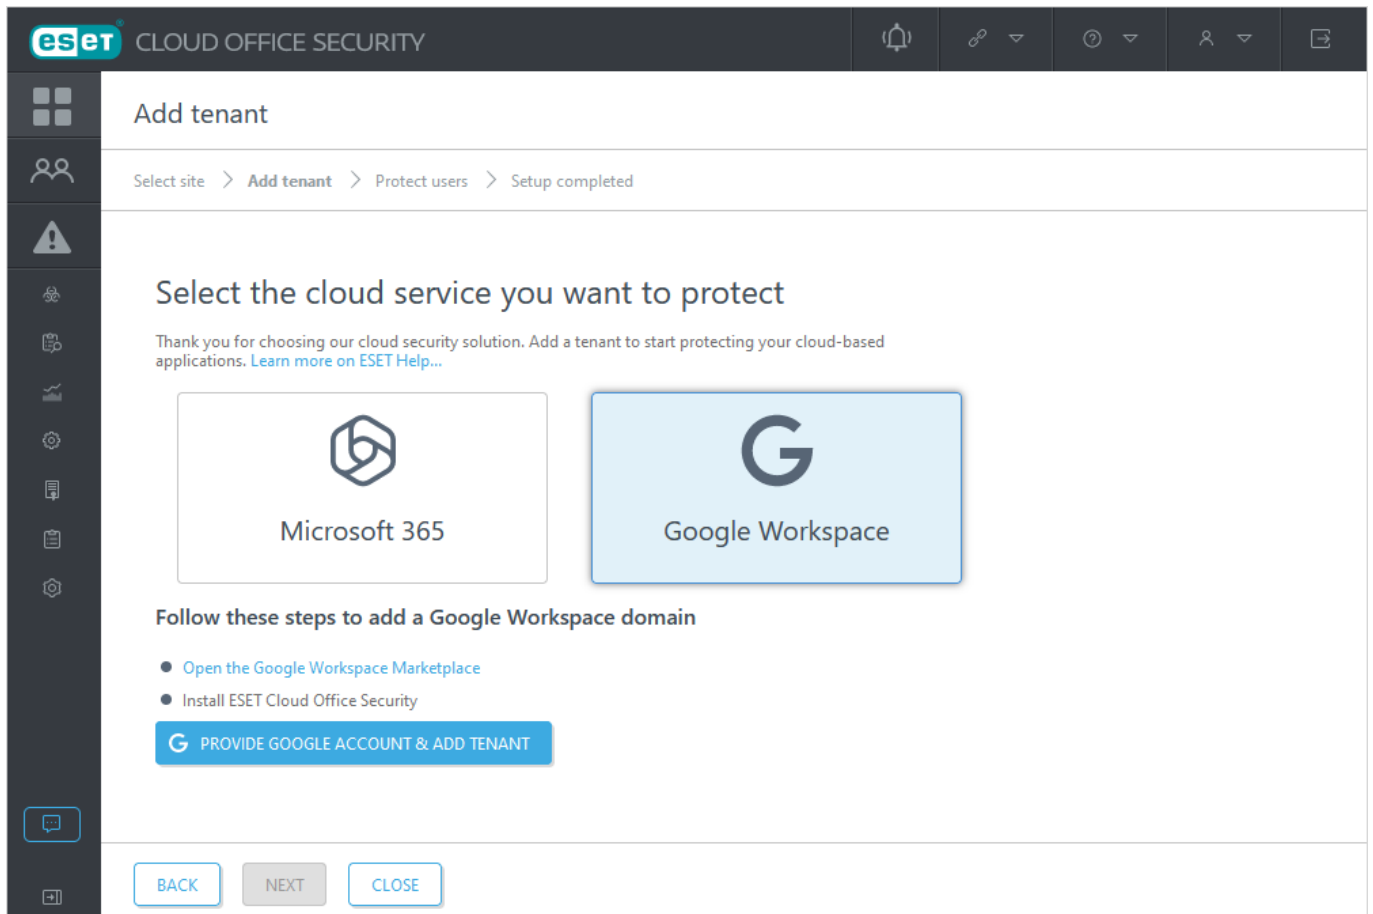 eset CLOUD OFFICE SECURITY
Add tenant
Select site Add tenant Protect users Setup completed
Select the cloud service you want to protect
Thank you for choosing our cloud security solution. Add a tenant to start protecting your cloud-based
applications. Learn more on ESET Help...
Microsoft 365
Google Workspace
Follow these steps to add a Google Workspace domain
Open the Google Workspace Marketplace
Install ESET Cloud Office Security
PROVIDE GOOGLE ACCOUNT & ADD TENANT
BACK NEXT CLOSE